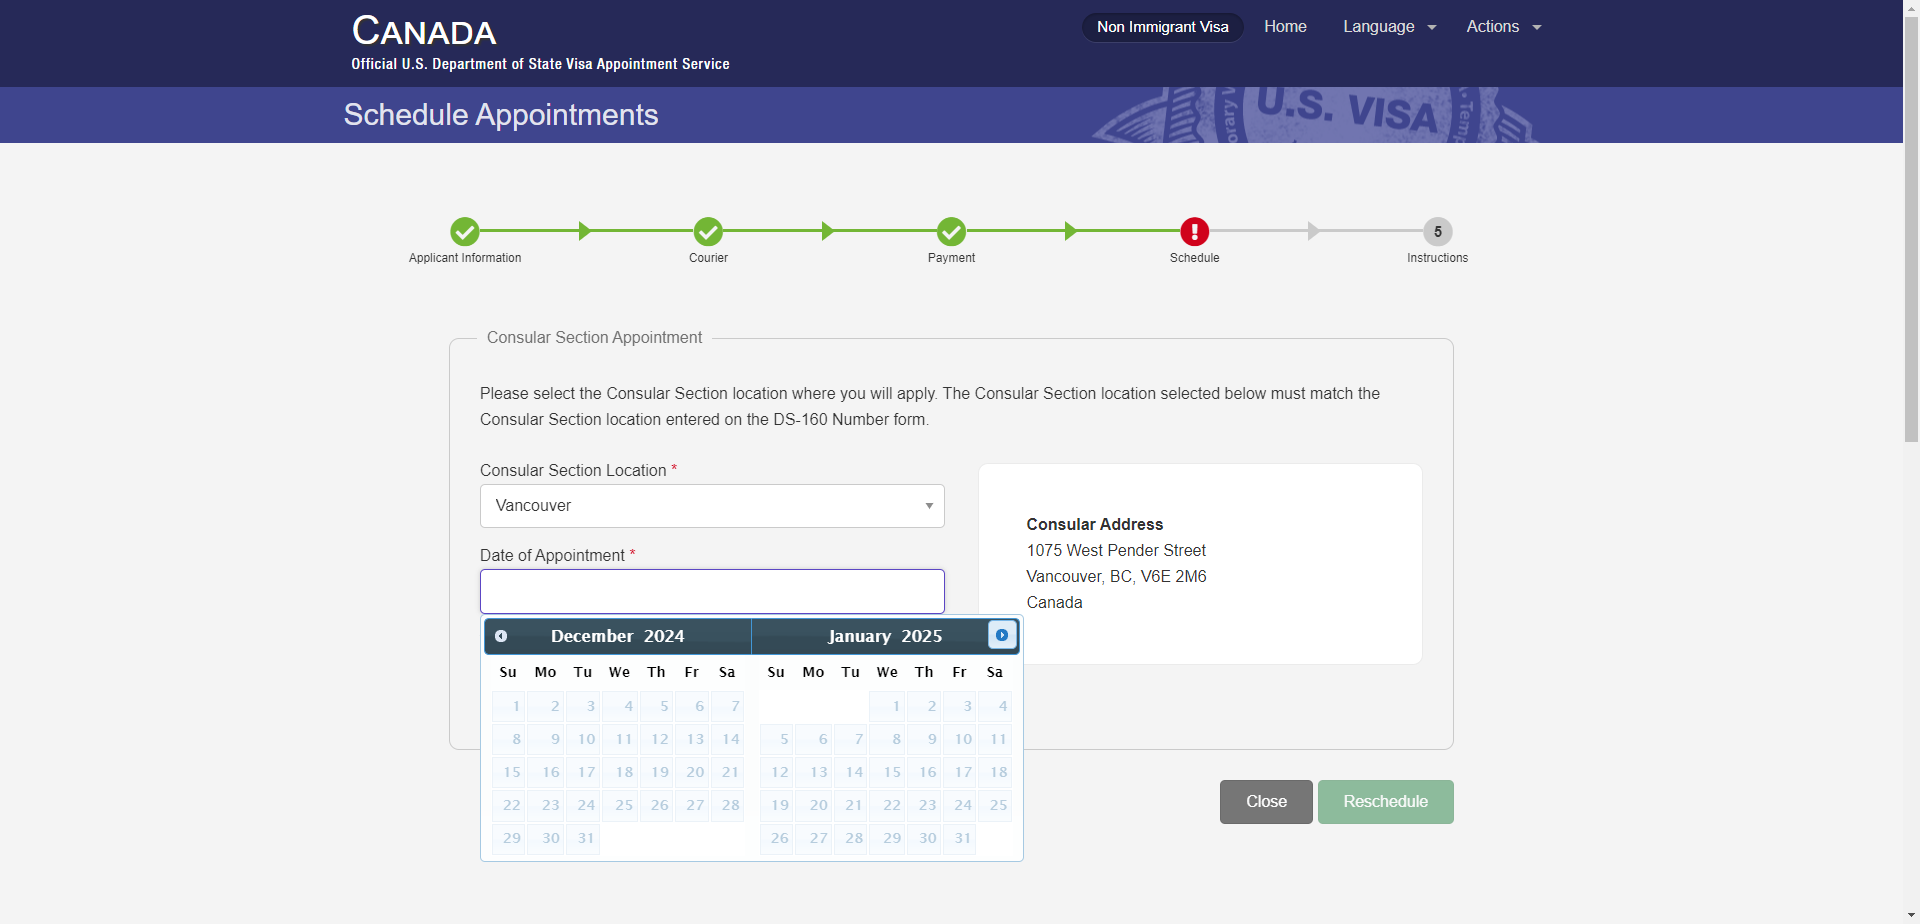 CANADA
Official U.S. Department of State Visa Appointment Service
Non Immigrant Visa Home Language Actions
Schedule Appointments
U.S. VISA
Applicant Information Courier Payment Schedule Instructions
5
Consular Section Appointment
Please select the Consular Section location where you will apply. The Consular Section location selected below must match the
Consular Section location entered on the DS-160 Number form.
Consular Section Location *
Vancouver
Date of Appointment *
Consular Address
1075 West Pender Street
Vancouver, BC, V6E 2M6
Canada
December 2024
Su Mo Tu We Th Fr Sa
1 2 3 4 5 6 7
8 9 10 11 12 13 14
15 16 17 18 19 20 21
22 23 24 25 26 27 28
29 30 31
January 2025
Su Mo Tu We Th Fr Sa
1 2 3 4
5 6 7 8 9 10 11
12 13 14 15 16 17 18
19 20 21 22 23 24 25
26 27 28 29 30 31
Close Reschedule